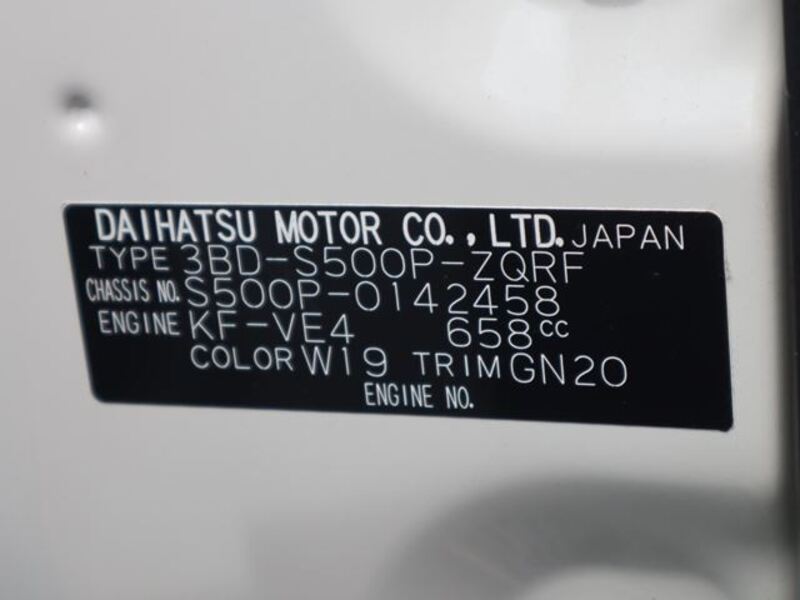 DAIHATSU MOTOR CO., LTD. JAPAN
TYPE 3BD-S500P-ZQRF
CHASSIS NO. S500P-0142458
ENGINE KF-VE4 658cc
COLOR W19 TRIM GN20
ENGINE NO.